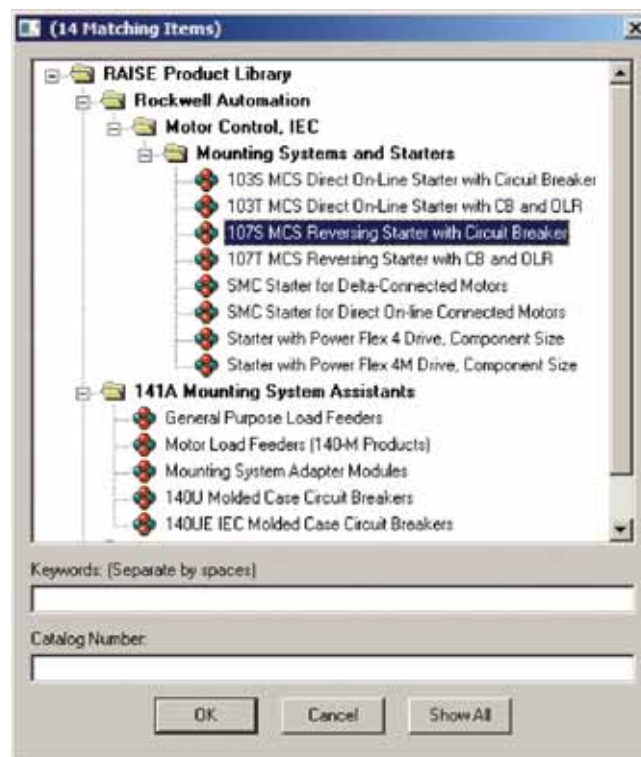 (14 Matching Items)
RAISE Product Library
Rockwell Automation
Motor Control, IEC
Mounting Systems and Starters
103S MCS Direct On-Line Starter with Circuit Breaker
103T MCS Direct On-Line Starter with CB and OLR
107S MCS Reversing Starter with Circuit Breaker
107T MCS Reversing Starter with CB and OLR
SMC Starter for Delta-Connected Motors
SMC Starter for Direct On-line Connected Motors
Starter with Power Flex 4 Drive, Component Size
Starter with Power Flex 4M Drive, Component Size
141A Mounting System Assistants
General Purpose Load Feeders
Motor Load Feeders (140-M Products)
Mounting System Adapter Modules
140U Molded Case Circuit Breakers
140UE IEC Molded Case Circuit Breakers
Keywords: (Separate by spaces)
Catalog Number:
OK Cancel Show All